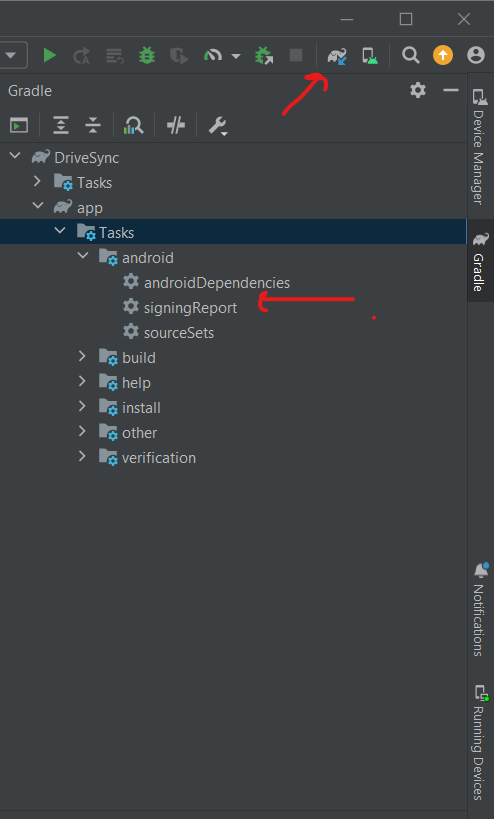 Gradle
DriveSync
Tasks
app
Tasks
android
androidDependencies
signingReport
sourceSets
build
help
install
other
verification
Device Manager
Gradle
Notifications
Running Devices